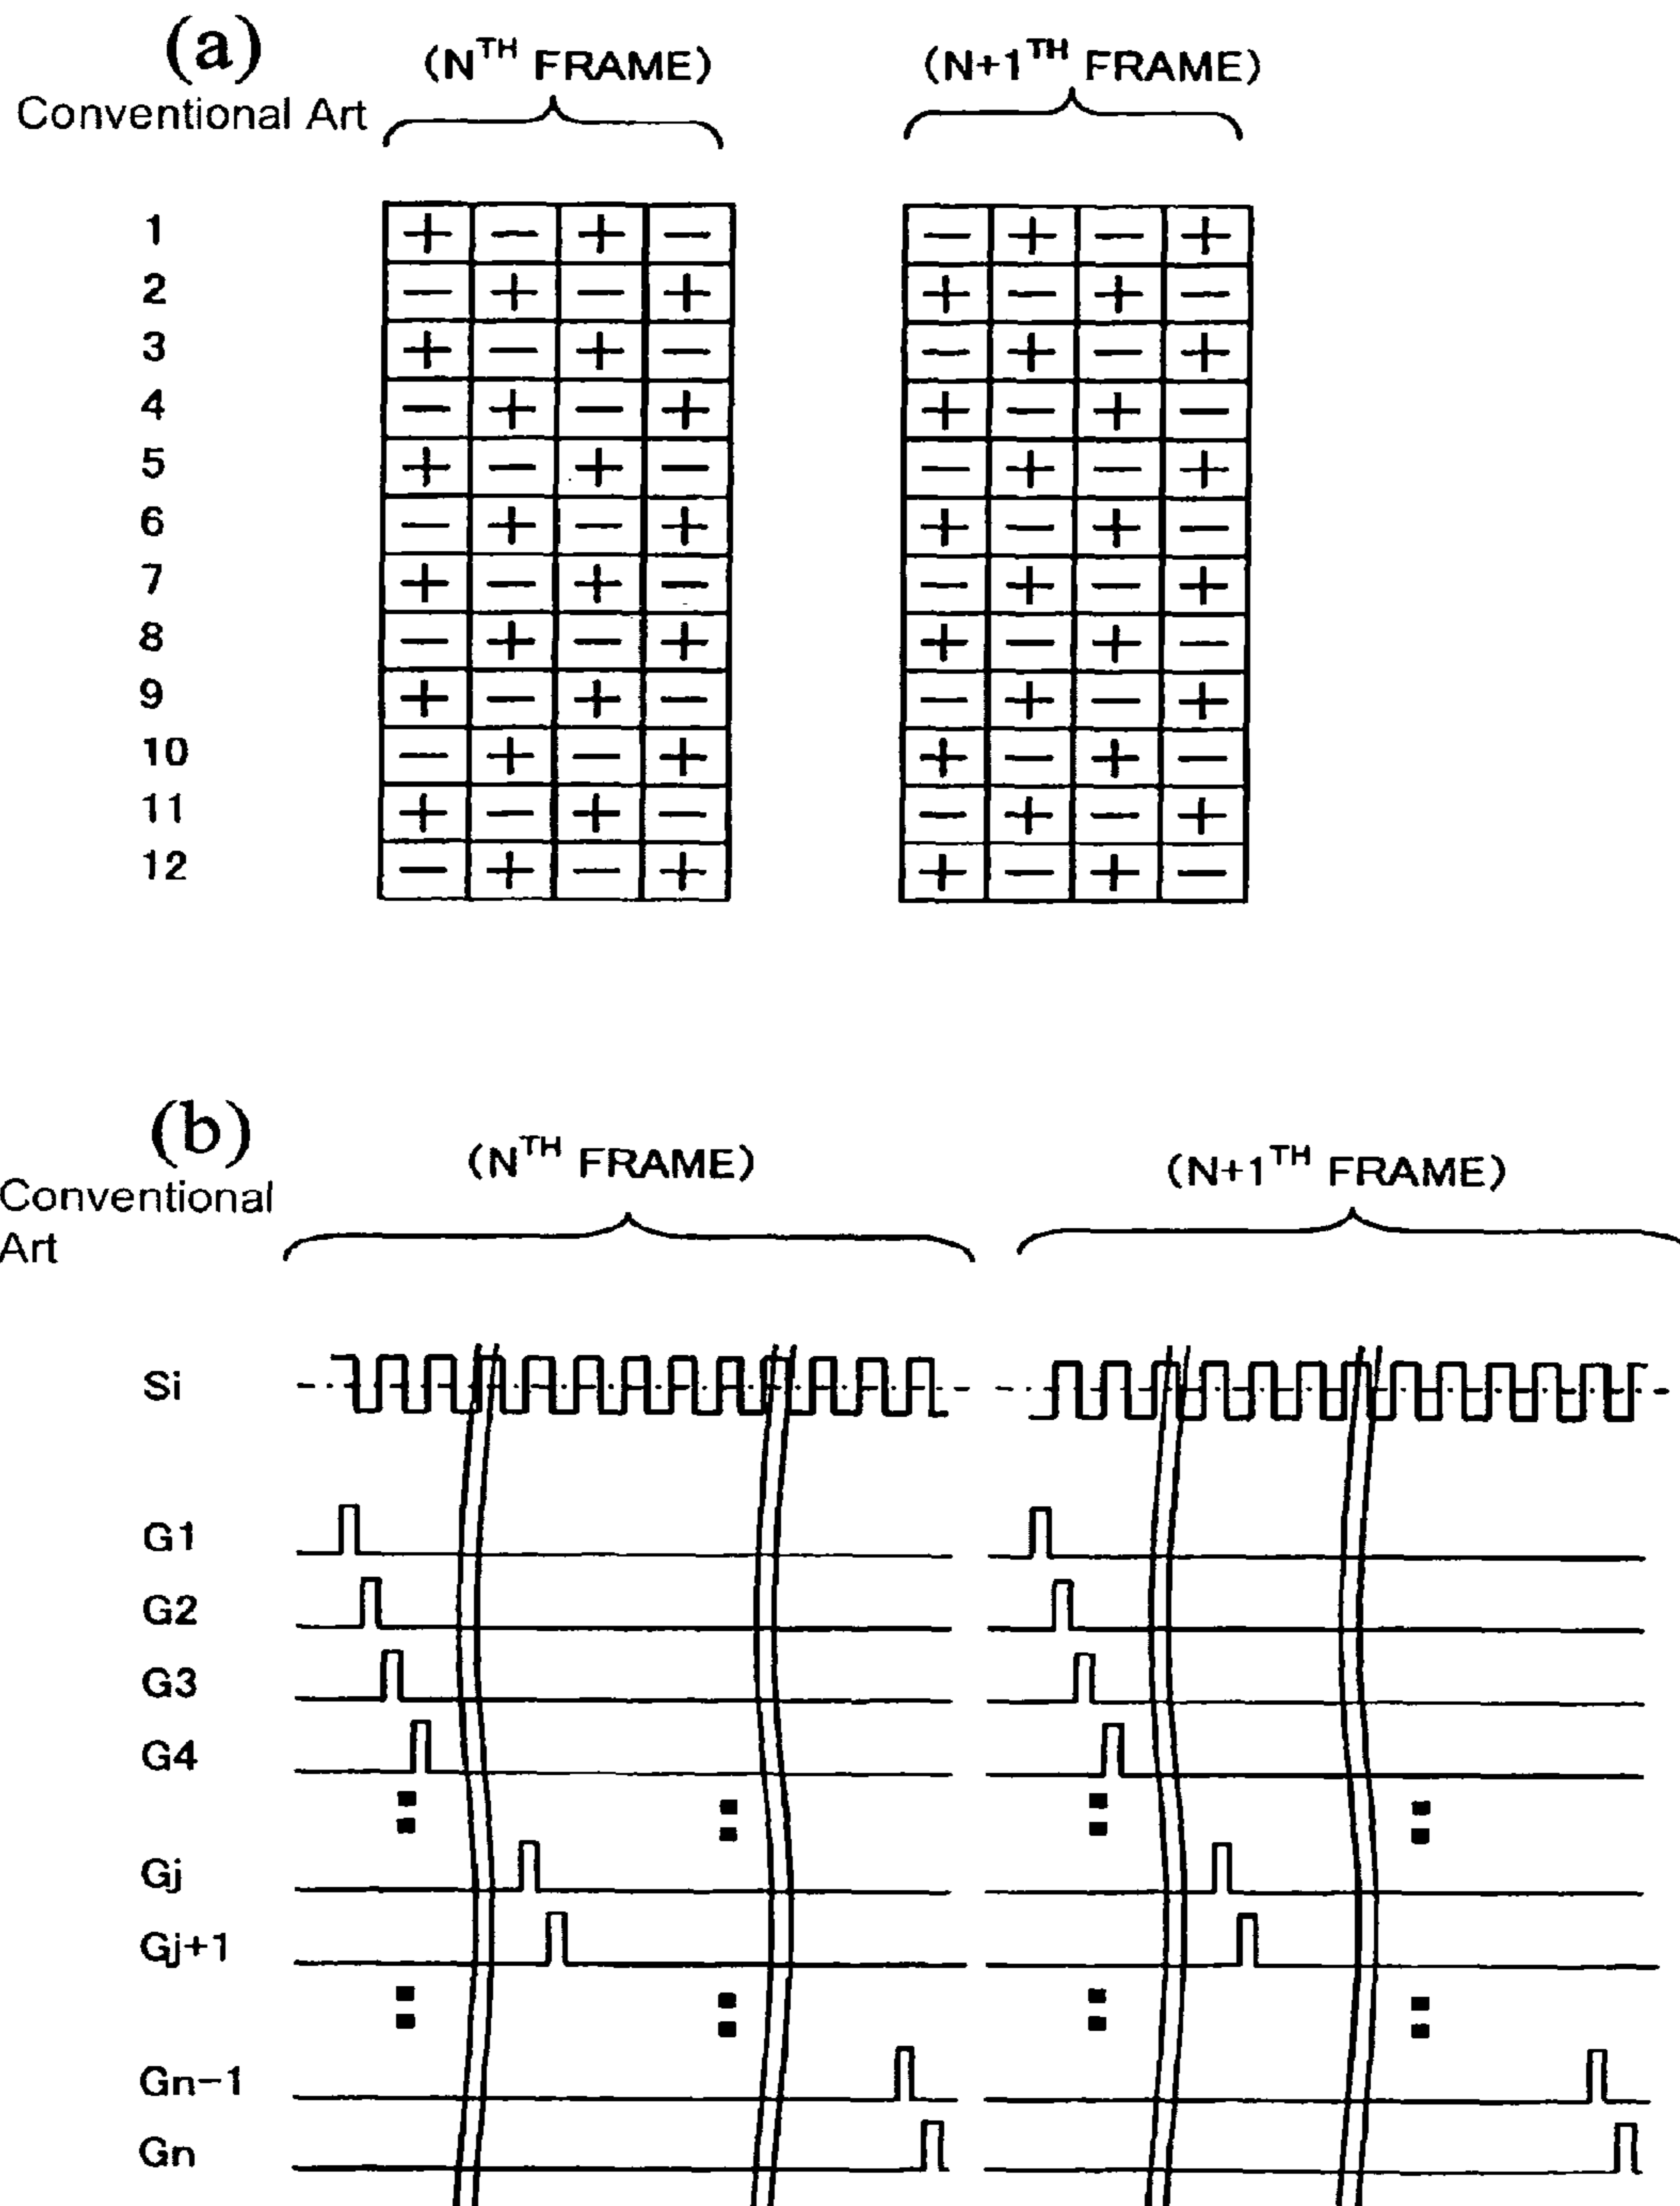 (a)
Conventional Art
(N^TH FRAME)
(N+1^TH FRAME)
1 + − + − − + − +
2 − + − + + − + −
3 + − + − − + − +
4 − + − + + − + −
5 + − + − − + − +
6 − + − + + − + −
7 + − + − − + − +
8 − + − + + − + −
9 + − + − − + − +
10 − + − + + − + −
11 + − + − − + − +
12 − + − + + − + −
(b)
Conventional
Art
(N^TH FRAME)
(N+1^TH FRAME)
Si
G1
G2
G3
G4
Gj
Gj+1
Gn−1
Gn